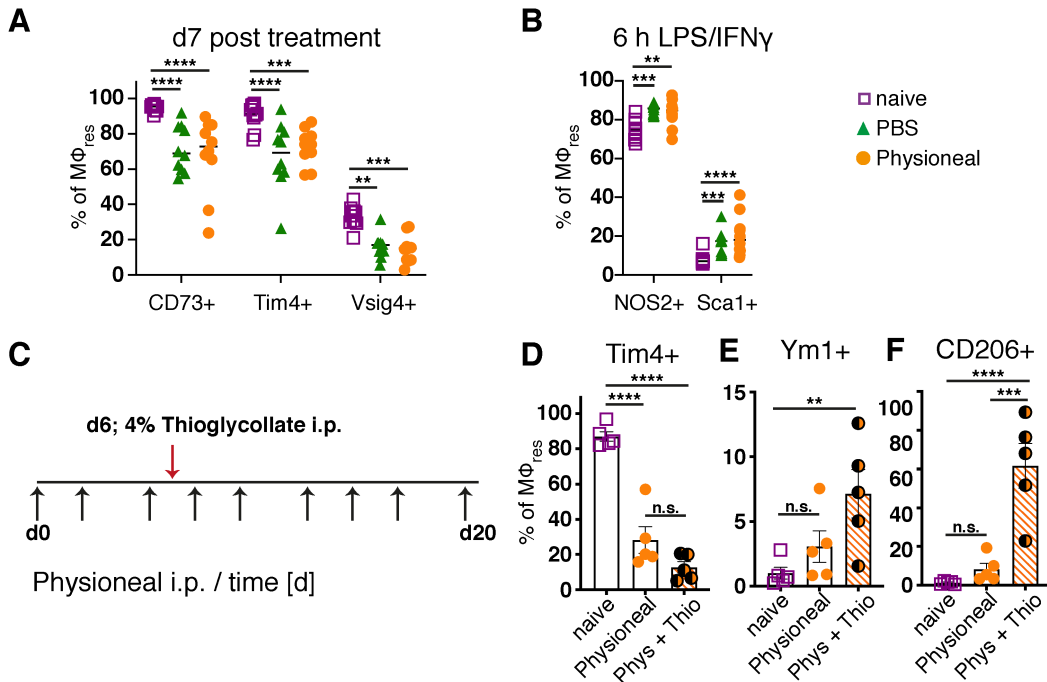 A
d7 post treatment
% of MΦres
100
80
60
40
20
0
****
****
***
****
***
**
CD73+
Tim4+
Vsig4+
B
6 h LPS/IFNγ
% of MΦres
100
80
60
40
20
0
**
***
****
***
NOS2+
Sca1+
naive
PBS
Physioneal
C
d6; 4% Thioglycollate i.p.
d0
d20
Physioneal i.p. / time [d]
D
Tim4+
% of MΦres
100
80
60
40
20
0
****
****
n.s.
naive
Physioneal
Phys + Thio
E
Ym1+
15
10
5
0
**
n.s.
naive
Physioneal
Phys + Thio
F
CD206+
100
80
60
40
20
0
****
***
n.s.
naive
Physioneal
Phys + Thio